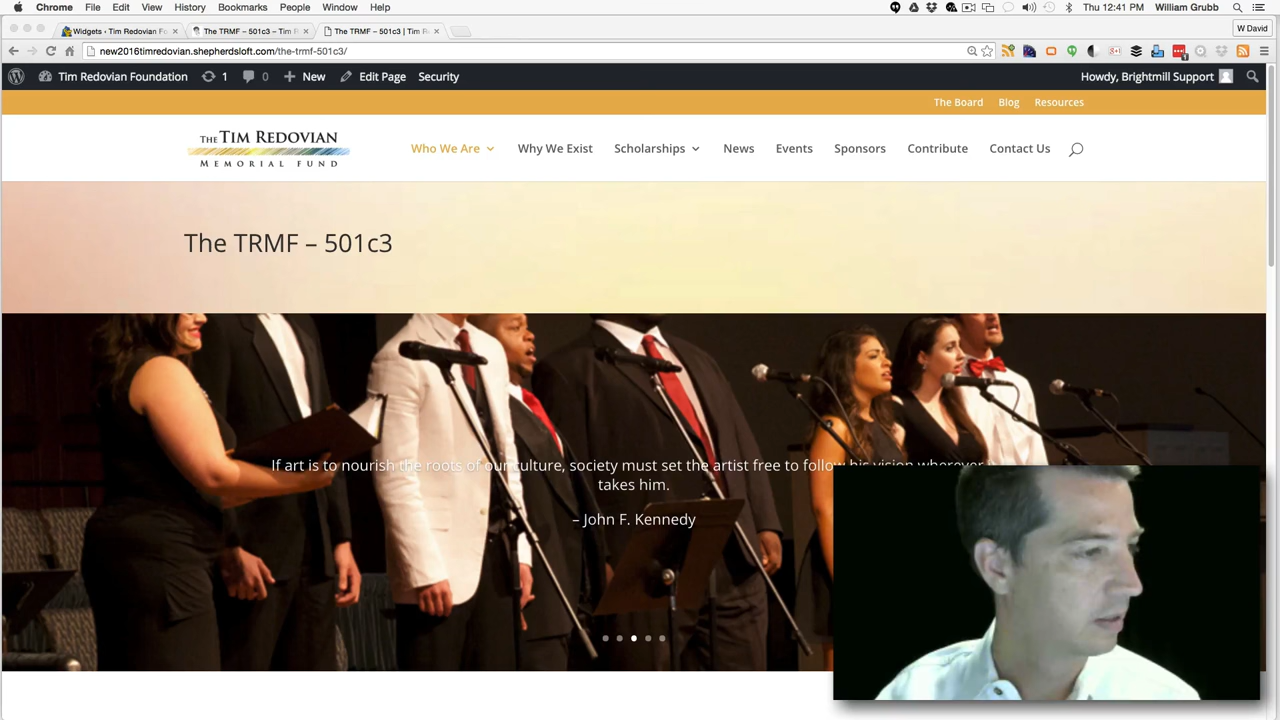 Chrome File Edit View History Bookmarks People Window Help Thu 12:41 PM William Grubb
Widgets ‹ Tim Redovian Fo
The TRMF – 501c3 – Tim R
The TRMF – 501c3 | Tim R
W David
new2016timredovian.shepherdsloft.com/the-trmf-501c3/
Tim Redovian Foundation 1 0 New Edit Page Security Howdy, Brightmill Support
The Board Blog Resources
THE TIM REDOVIAN
MEMORIAL FUND
Who We Are Why We Exist Scholarships News Events Sponsors Contribute Contact Us
The TRMF – 501c3
If art is to nourish the roots of our culture, society must set the artist free to follow his vision wherever
takes him.
– John F. Kennedy